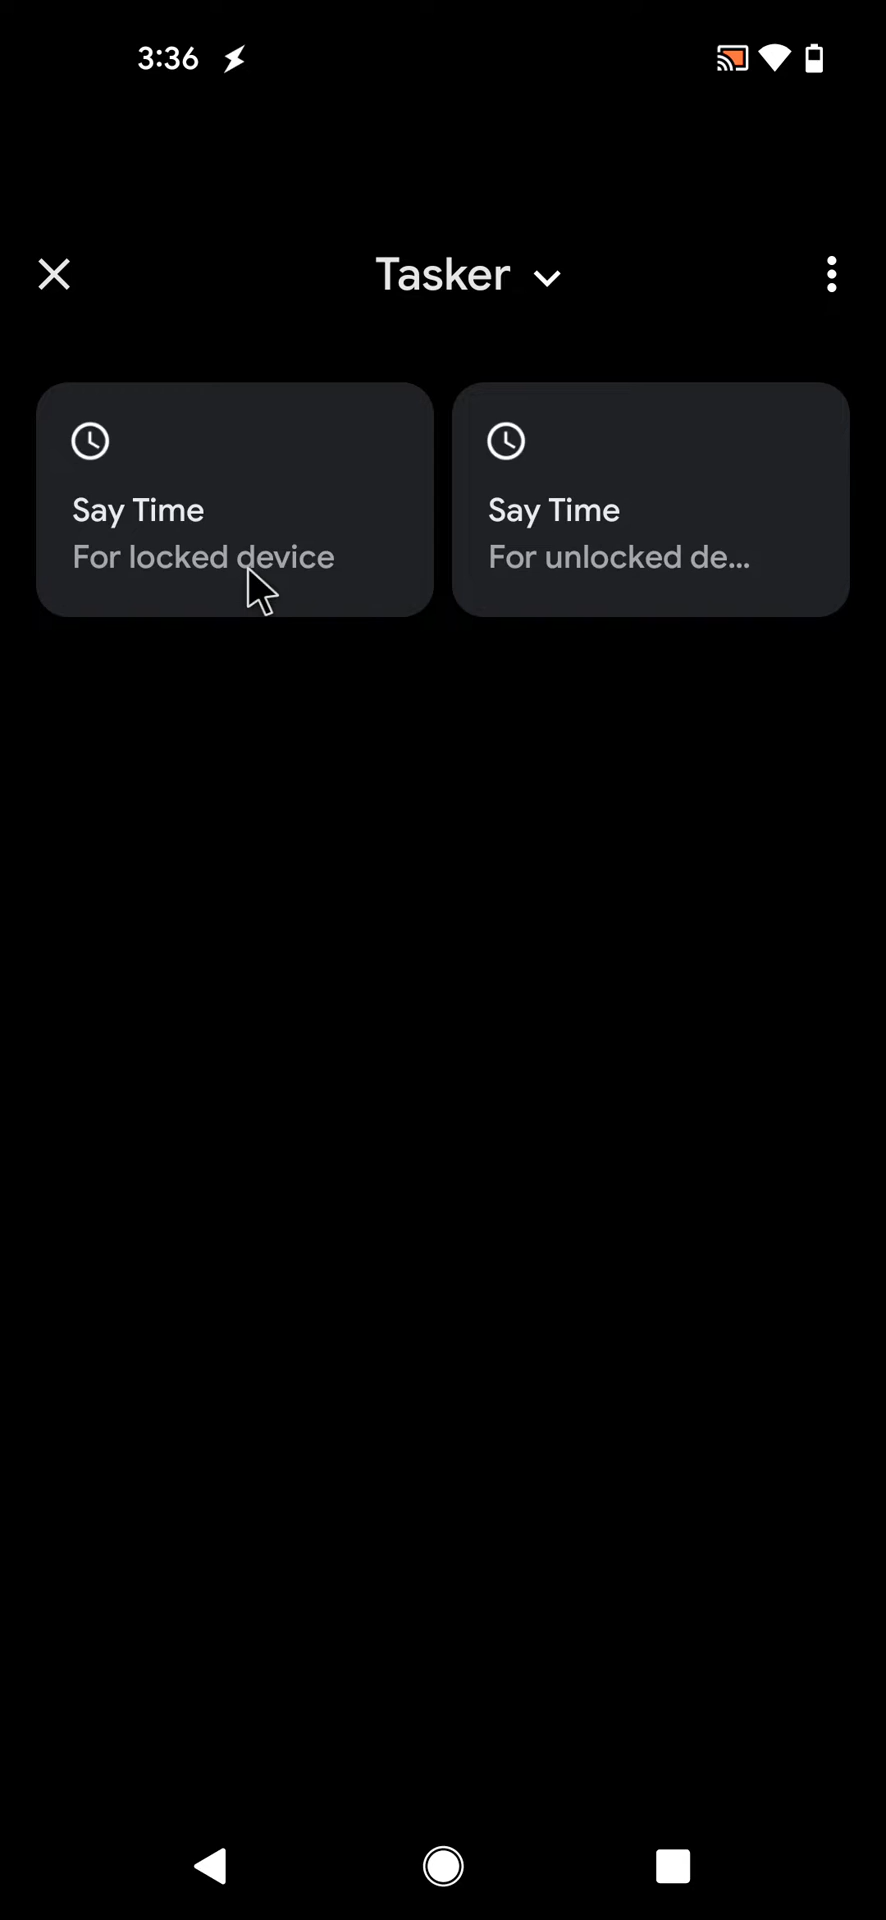 3:36
Tasker
Say Time
For locked device
Say Time
For unlocked de...